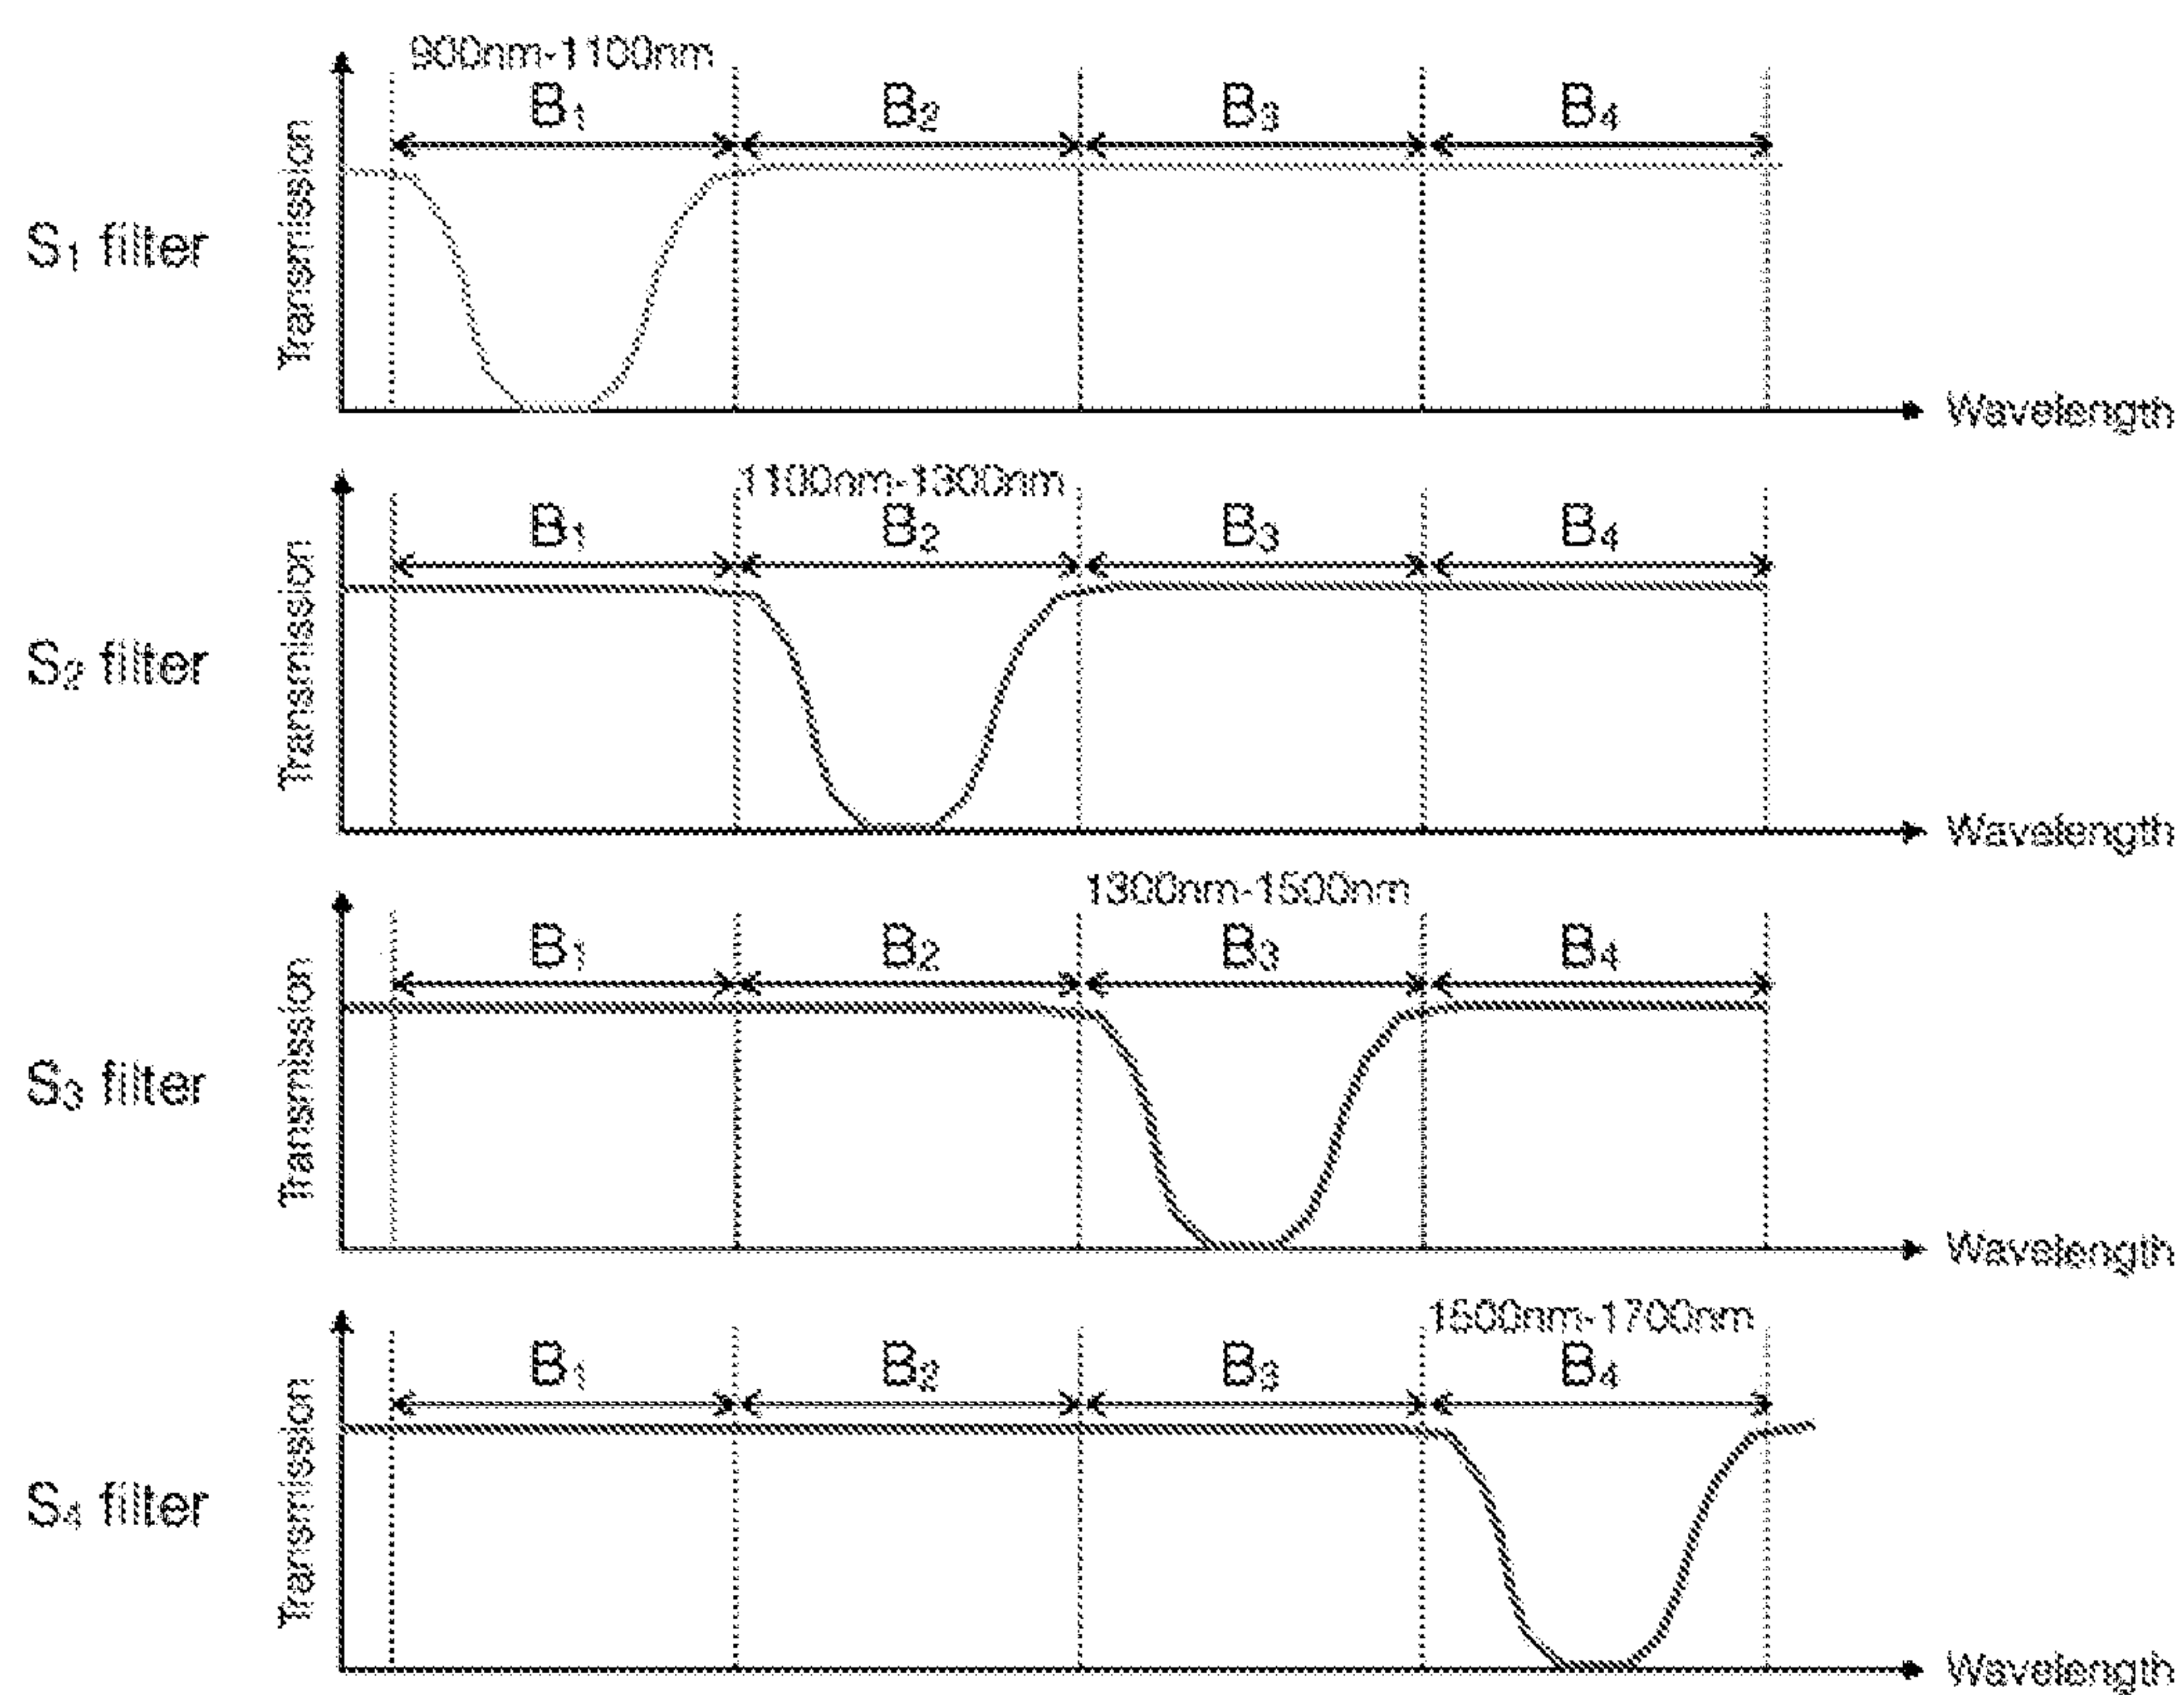 900nm-1100nm
B₁ B₂ B₃ B₄
Transmission
S₁ filter
Wavelength
1100nm-1300nm
B₁ B₂ B₃ B₄
Transmission
S₂ filter
Wavelength
1300nm-1500nm
B₁ B₂ B₃ B₄
Transmission
S₃ filter
Wavelength
1500nm-1700nm
B₁ B₂ B₃ B₄
Transmission
S₄ filter
Wavelength